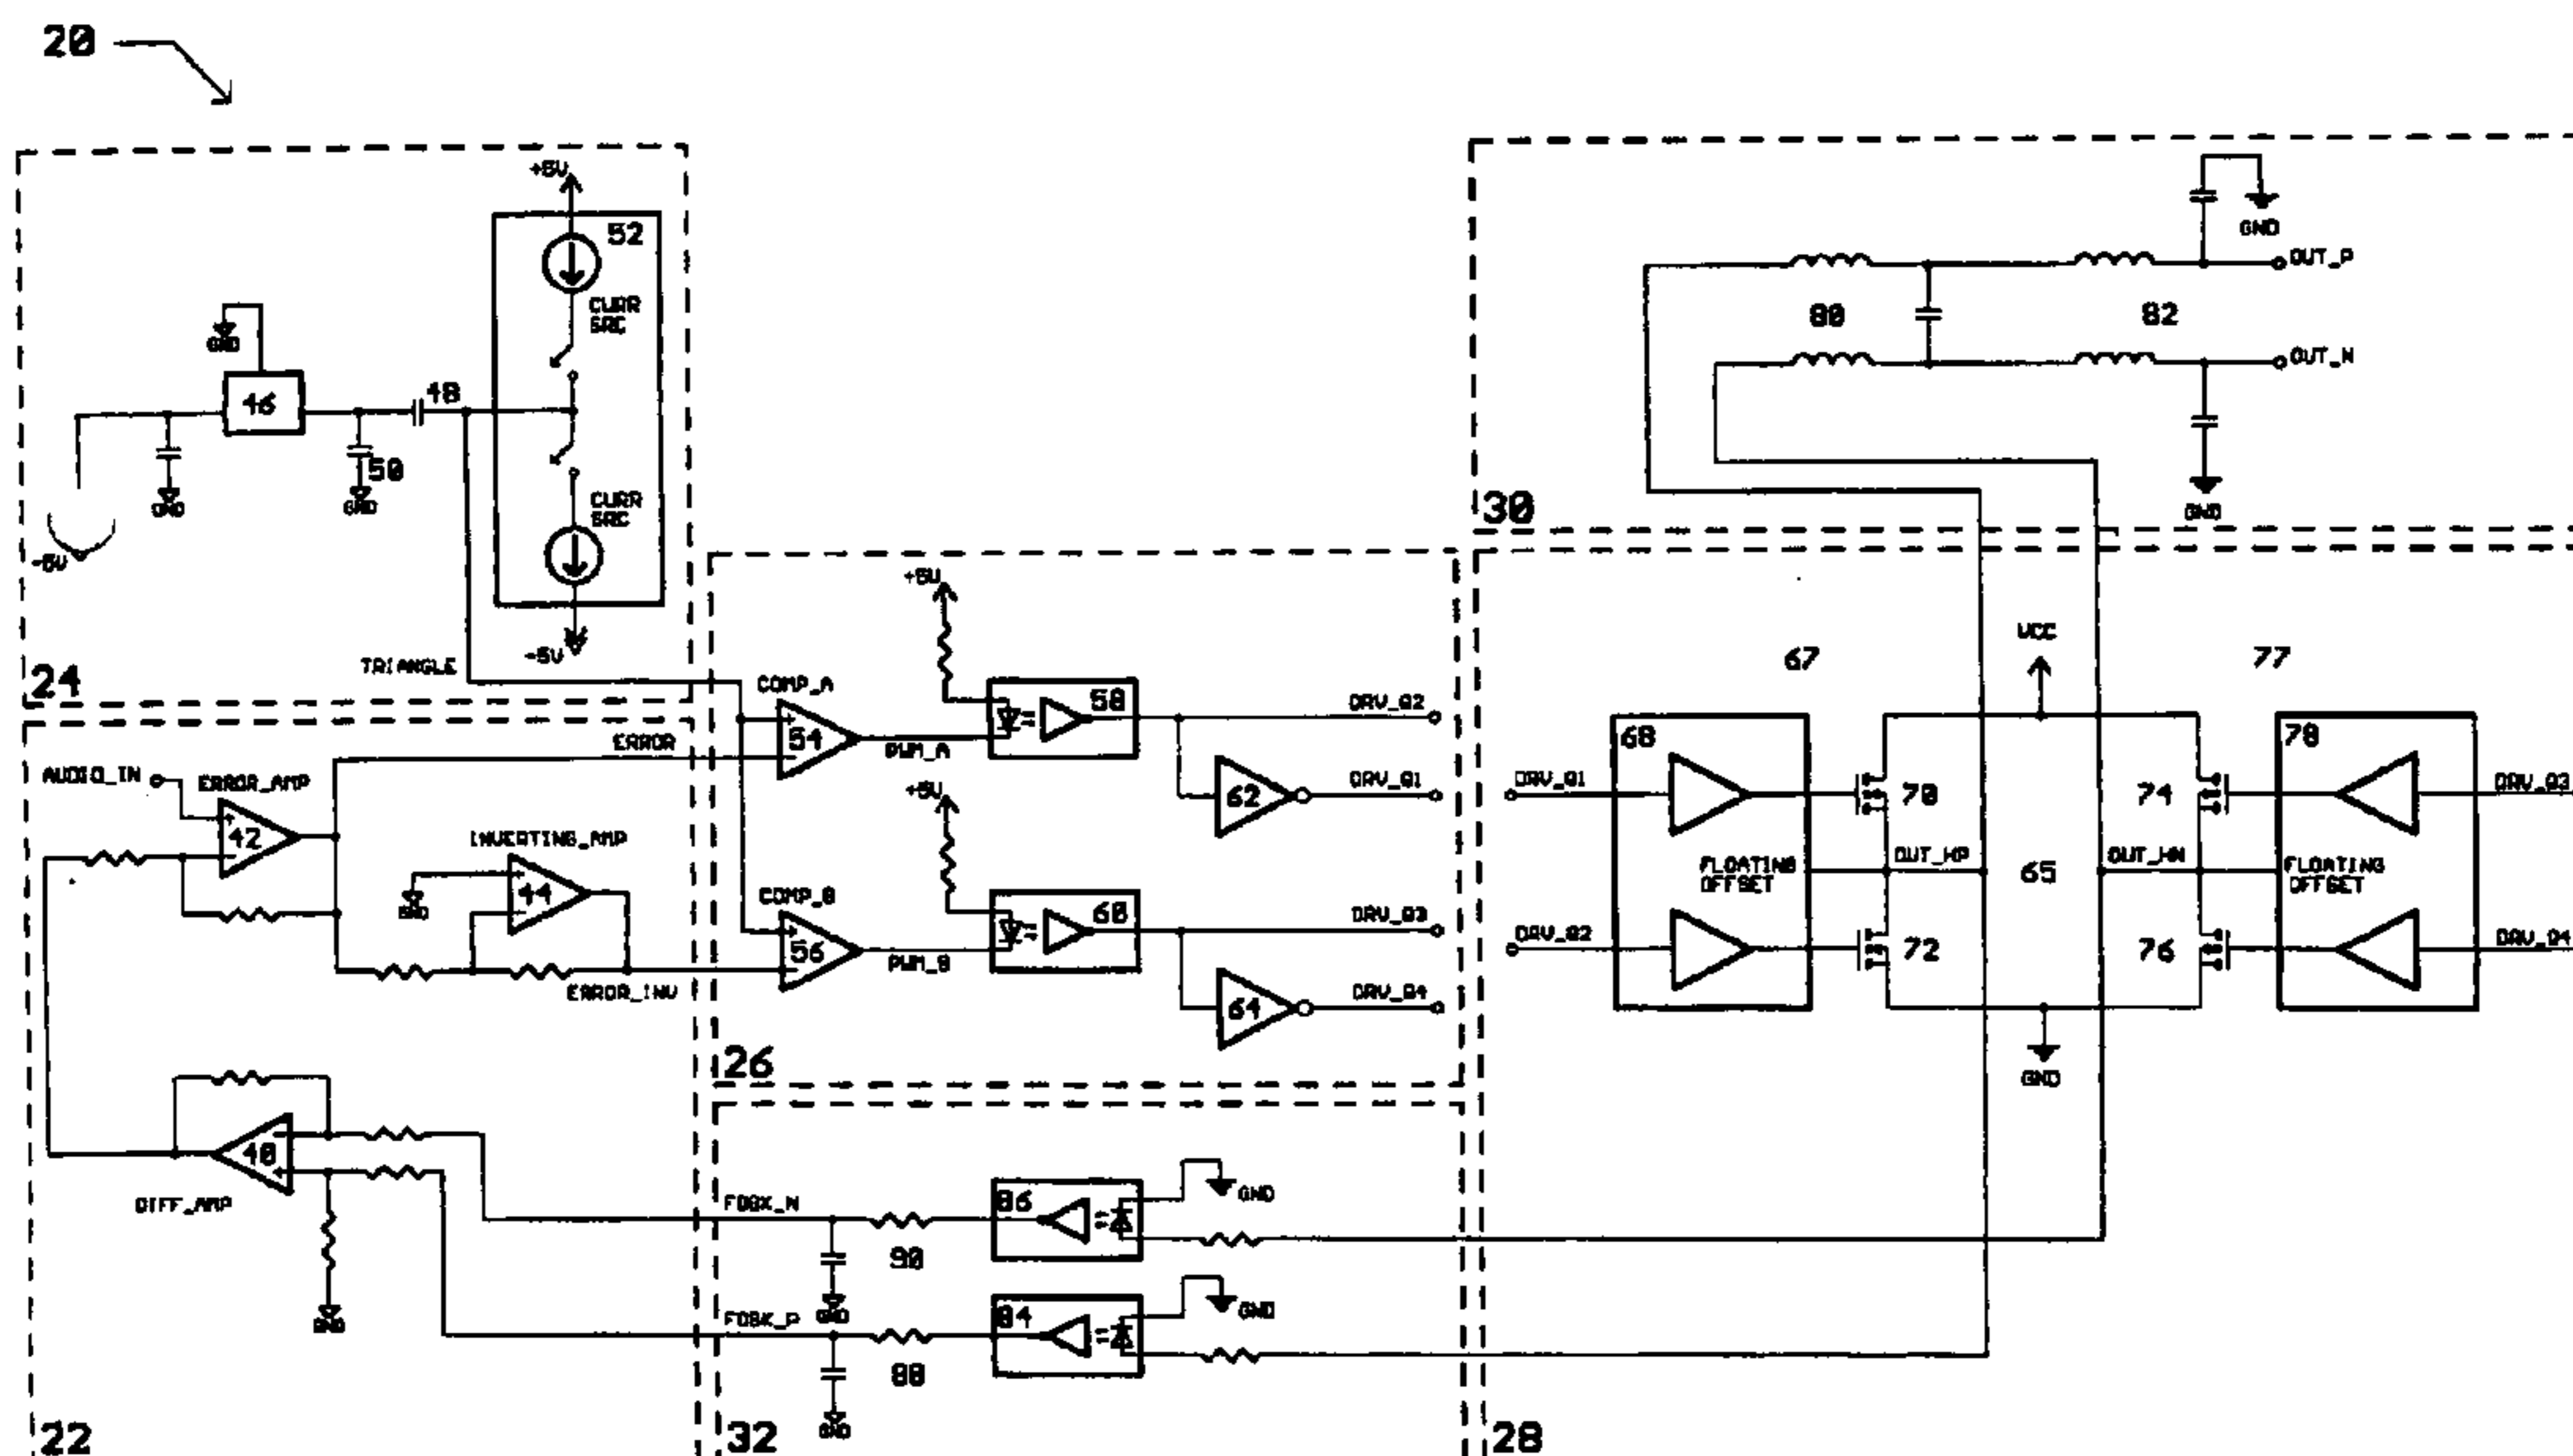 20
+5V
52
CURR
SRC
GND
46
48
50
GND
GND
CURR
SRC
-5V
-5V
24
TRIANGLE
GND
OUT_P
80
82
OUT_N
30
GND
+5V
COMP_A
54
PWM_A
58
DRV_Q2
62
DRV_Q1
+5V
COMP_B
56
PWM_B
60
DRV_Q3
64
DRV_Q4
26
ERROR
AUDIO_IN
ERROR_AMP
42
INVERTING_AMP
44
GND
ERROR_INV
40
DIFF_AMP
GND
22
VCC
67
77
68
DRV_Q1
70
74
78
DRV_Q3
FLOATING
OFFSET
OUT_HP
65
OUT_HN
FLOATING
OFFSET
DRV_Q2
72
76
DRV_Q4
GND
FDBK_N
90
86
GND
GND
FDBK_P
88
84
GND
GND
32
28